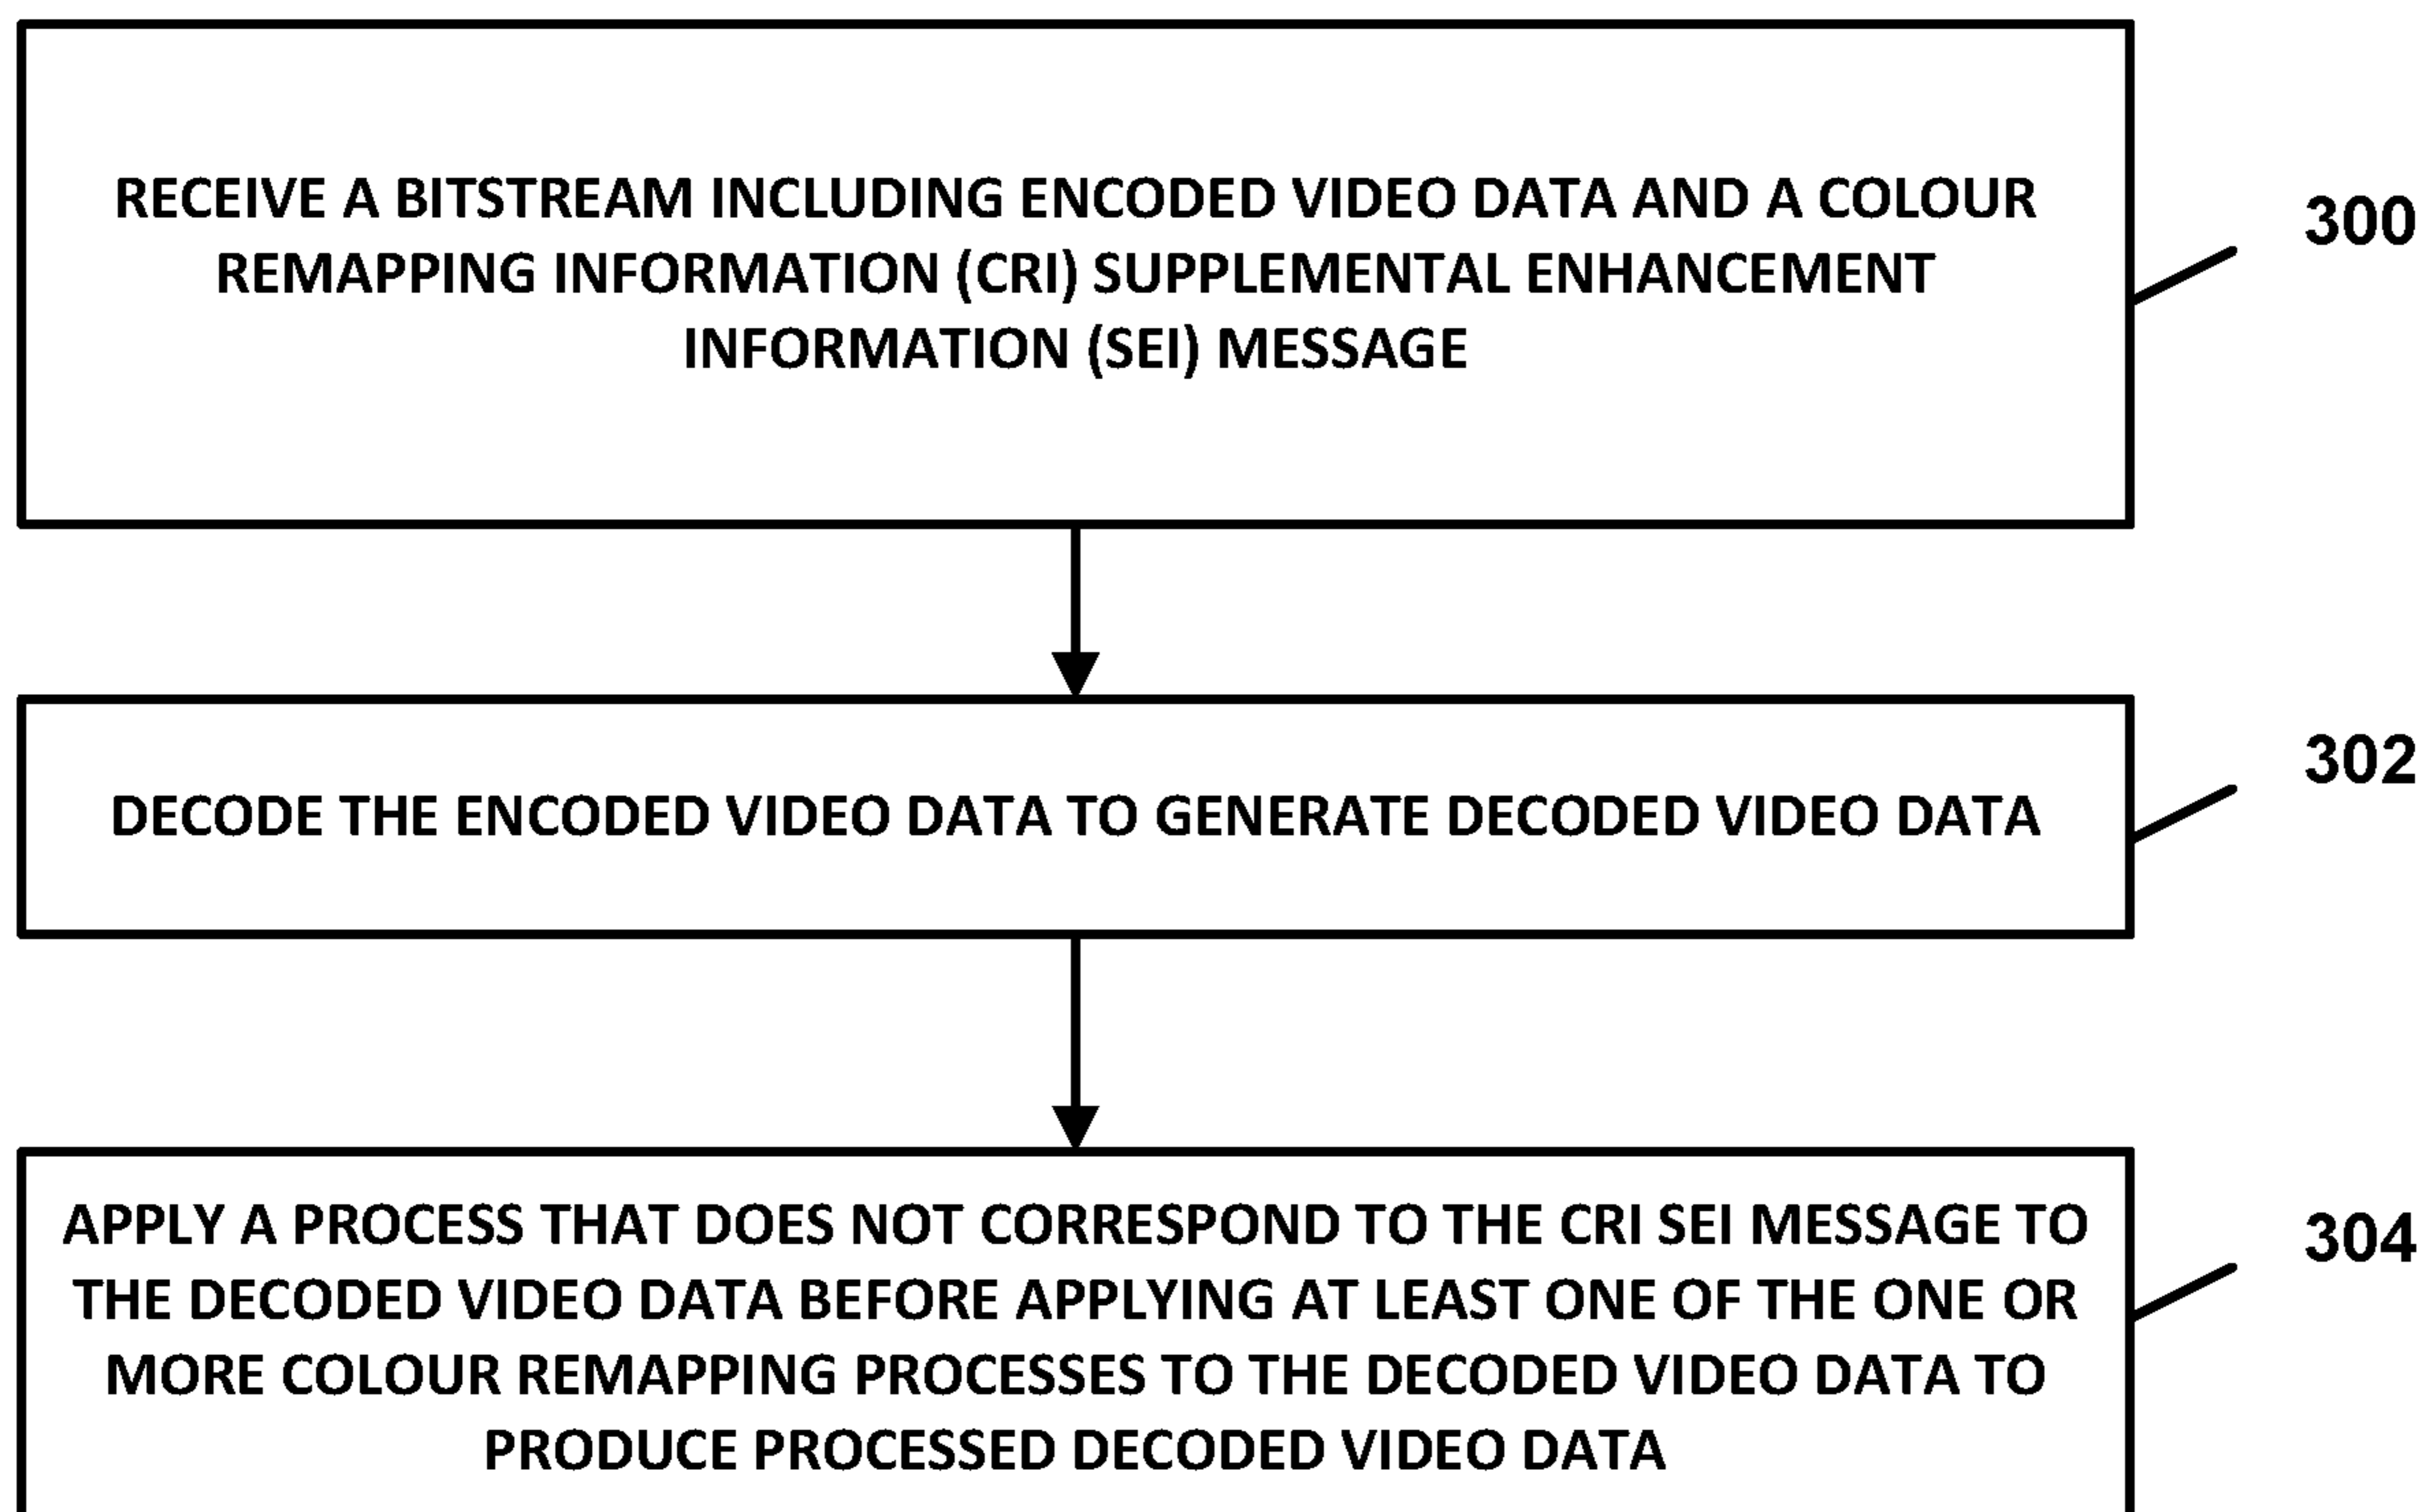 RECEIVE A BITSTREAM INCLUDING ENCODED VIDEO DATA AND A COLOUR
REMAPPING INFORMATION (CRI) SUPPLEMENTAL ENHANCEMENT
INFORMATION (SEI) MESSAGE
300
DECODE THE ENCODED VIDEO DATA TO GENERATE DECODED VIDEO DATA
302
APPLY A PROCESS THAT DOES NOT CORRESPOND TO THE CRI SEI MESSAGE TO
THE DECODED VIDEO DATA BEFORE APPLYING AT LEAST ONE OF THE ONE OR
MORE COLOUR REMAPPING PROCESSES TO THE DECODED VIDEO DATA TO
PRODUCE PROCESSED DECODED VIDEO DATA
304